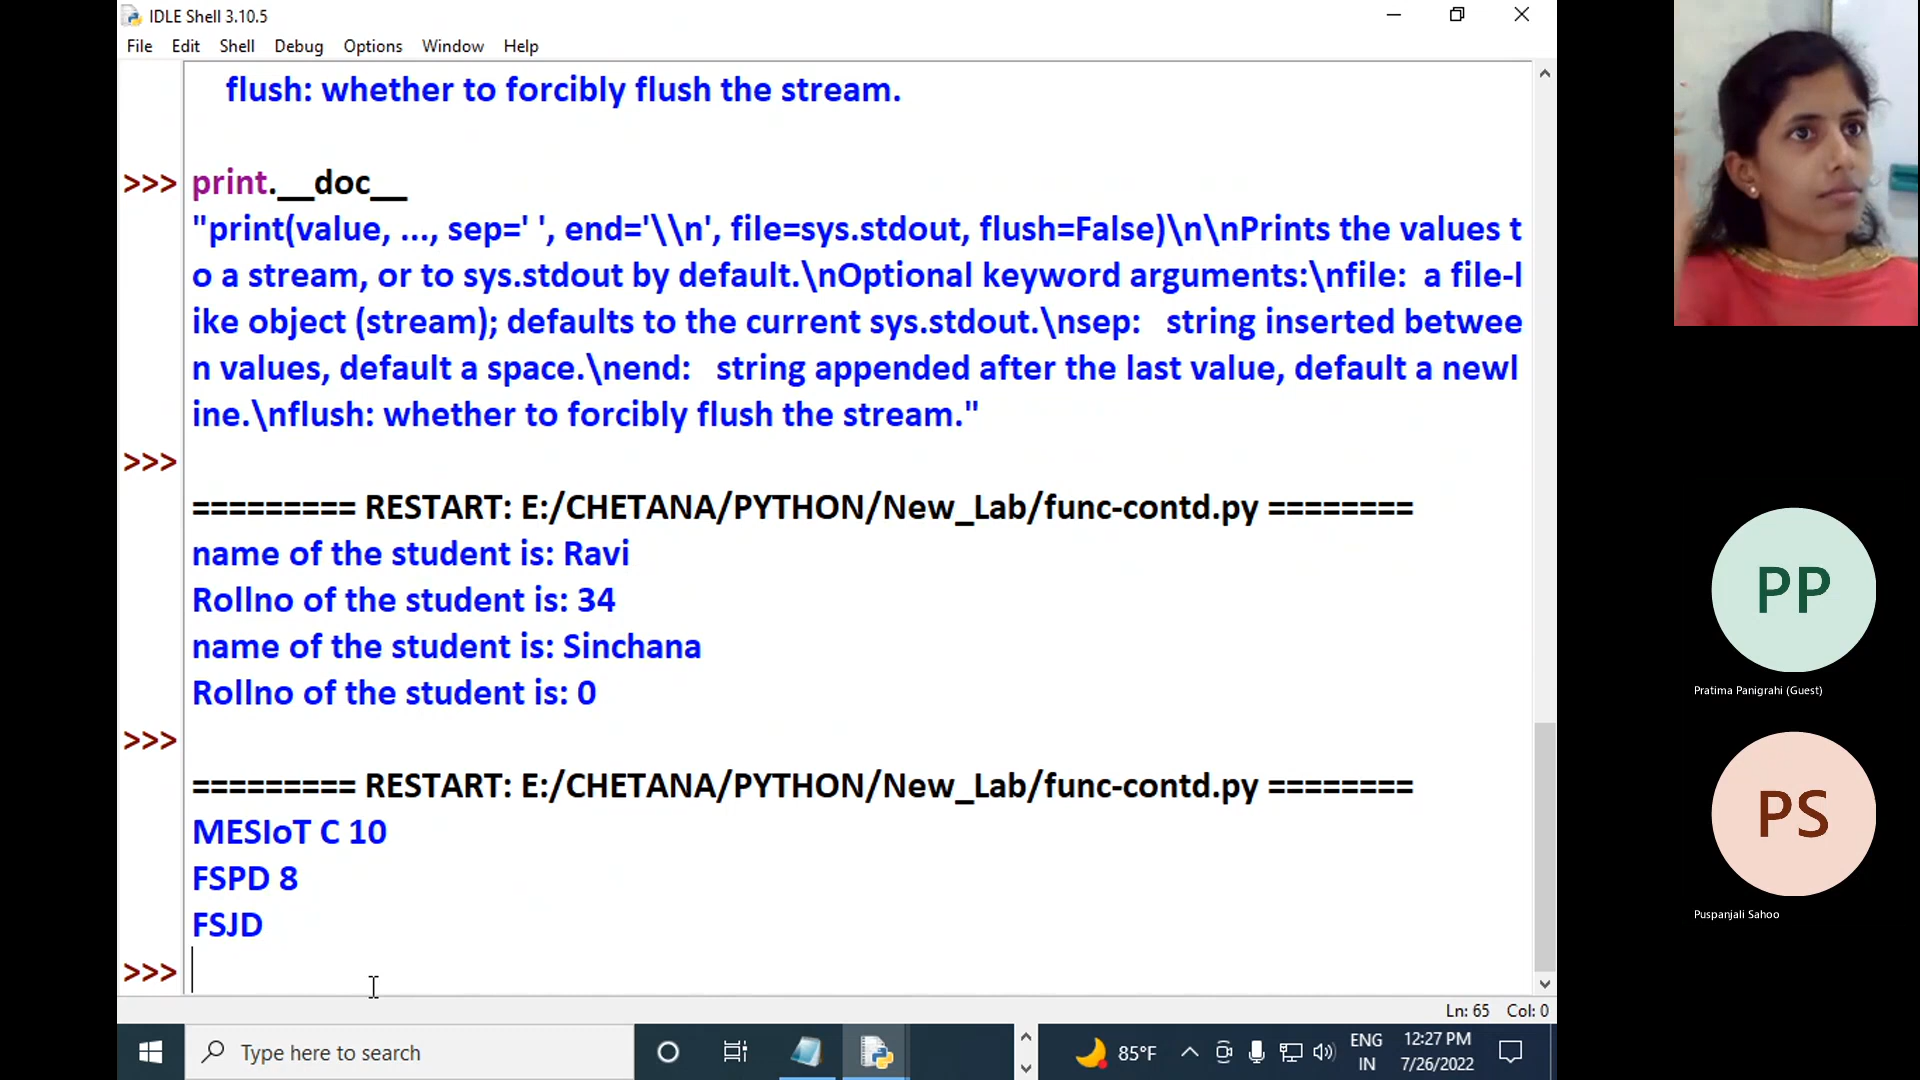 IDLE Shell 3.10.5
File Edit Shell Debug Options Window Help
flush: whether to forcibly flush the stream.
>>> print.__doc__
"print(value, ..., sep=' ', end='\\n', file=sys.stdout, flush=False)\n\nPrints the values t
o a stream, or to sys.stdout by default.\nOptional keyword arguments:\nfile:  a file-l
ike object (stream); defaults to the current sys.stdout.\nsep:   string inserted betwee
n values, default a space.\nend:   string appended after the last value, default a newl
ine.\nflush: whether to forcibly flush the stream."
>>>
========= RESTART: E:/CHETANA/PYTHON/New_Lab/func-contd.py ========
name of the student is: Ravi
Rollno of the student is: 34
name of the student is: Sinchana
Rollno of the student is: 0
>>>
========= RESTART: E:/CHETANA/PYTHON/New_Lab/func-contd.py ========
MESIoT C 10
FSPD 8
FSJD
>>>
Ln: 65 Col: 0
Type here to search
85°F
ENG
IN
12:27 PM
7/26/2022
PP
Pratima Panigrahi (Guest)
PS
Puspanjali Sahoo